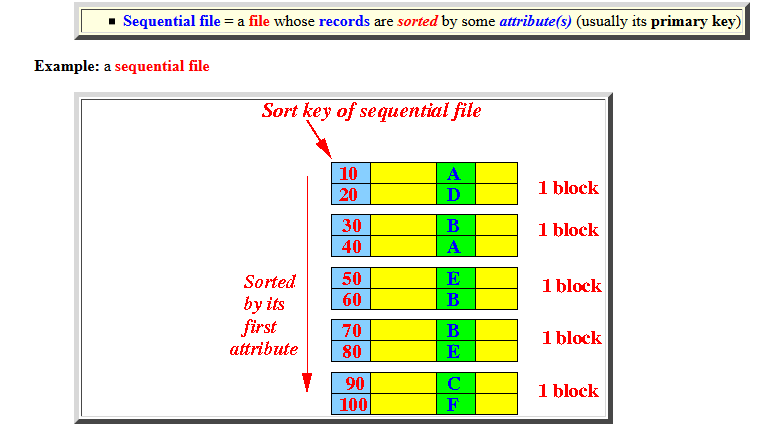 Sequential file = a file whose records are sorted by some attribute(s) (usually its primary key)
Example: a sequential file
Sort key of sequential file
10 A
20 D
1 block
30 B
40 A
1 block
50 E
60 B
1 block
70 B
80 E
1 block
90 C
100 F
1 block
Sorted
by its
first
attribute